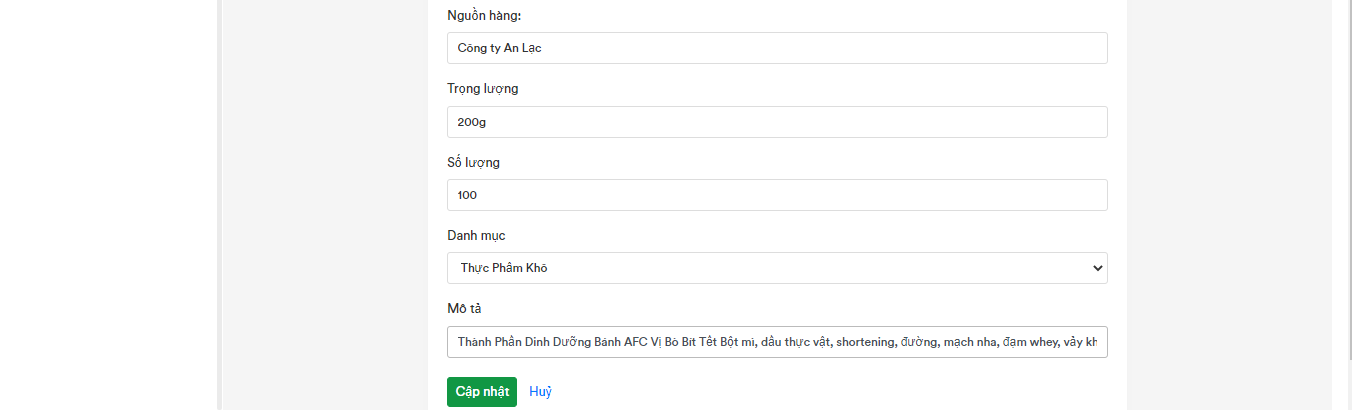 Nguồn hàng:
Công ty An Lạc
Trọng lượng
200g
Số lượng
100
Danh mục
Thực Phẩm Khô
Mô tả
Thành Phần Dinh Dưỡng Bánh AFC Vị Bò Bít Tết Bột mì, dầu thực vật, shortening, đường, mạch nha, đạm whey, vảy kh
Cập nhật Huỷ